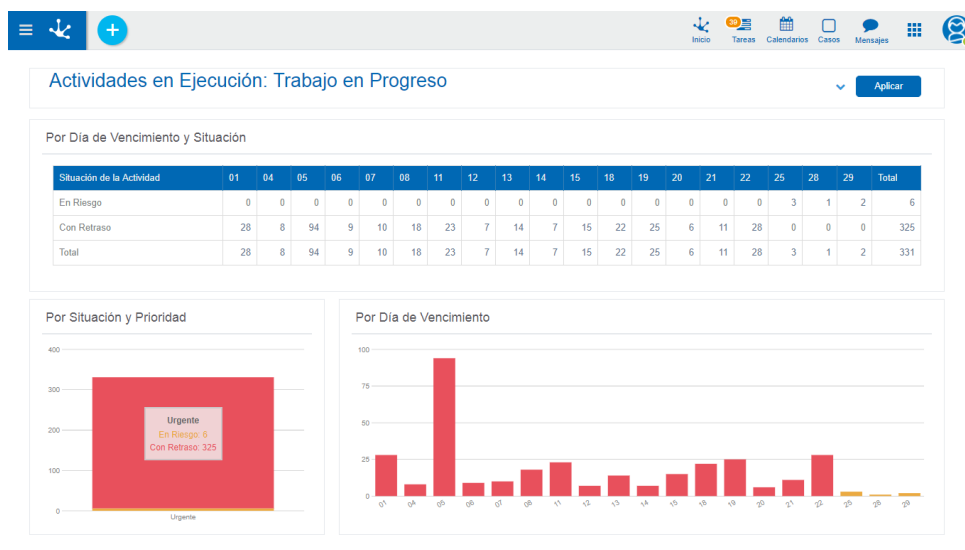 39
Inicio Tareas Calendarios Casos Mensajes
Actividades en Ejecución: Trabajo en Progreso
Aplicar
Por Día de Vencimiento y Situación
Situación de la Actividad 01 04 05 06 07 08 11 12 13 14 15 18 19 20 21 22 25 28 29 Total
En Riesgo 0 0 0 0 0 0 0 0 0 0 0 0 0 0 0 0 3 1 2 6
Con Retraso 28 8 94 9 10 18 23 7 14 7 15 22 25 6 11 28 0 0 0 325
Total 28 8 94 9 10 18 23 7 14 7 15 22 25 6 11 28 3 1 2 331
Por Situación y Prioridad
400
300
200
100
0
Urgente
En Riesgo: 6
Con Retraso: 325
Urgente
Por Día de Vencimiento
100
75
50
25
0
01 04 05 06 07 08 11 12 13 14 15 18 19 20 21 22 25 28 29